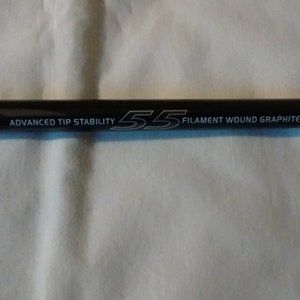 ADVANCED TIP STABILITY 55 FILAMENT WOUND GRAPHITE